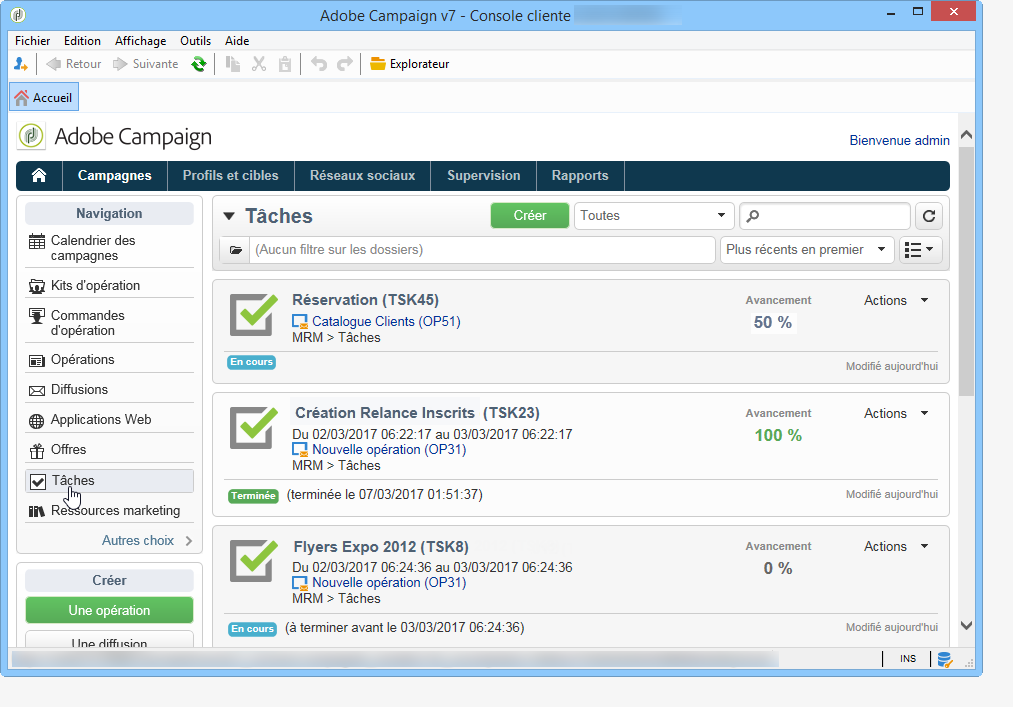 Adobe Campaign v7 - Console cliente
Fichier Edition Affichage Outils Aide
Retour Suivante Explorateur
Accueil
Adobe Campaign
Bienvenue admin
Campagnes Profils et cibles Réseaux sociaux Supervision Rapports
Navigation
Calendrier des
campagnes
Kits d'opération
Commandes
d'opération
Opérations
Diffusions
Applications Web
Offres
Tâches
Ressources marketing
Autres choix
Créer
Une opération
Une diffusion
Tâches Créer Toutes
(Aucun filtre sur les dossiers) Plus récents en premier
Réservation (TSK45) Avancement Actions
Catalogue Clients (OP51) 50 %
MRM > Tâches
En cours Modifié aujourd'hui
Création Relance Inscrits (TSK23) Avancement Actions
Du 02/03/2017 06:22:17 au 03/03/2017 06:22:17 100 %
Nouvelle opération (OP31)
MRM > Tâches
Terminée (terminée le 07/03/2017 01:51:37) Modifié aujourd'hui
Flyers Expo 2012 (TSK8) Avancement Actions
Du 02/03/2017 06:24:36 au 03/03/2017 06:24:36 0 %
Nouvelle opération (OP31)
MRM > Tâches
En cours (à terminer avant le 03/03/2017 06:24:36) Modifié aujourd'hui
INS